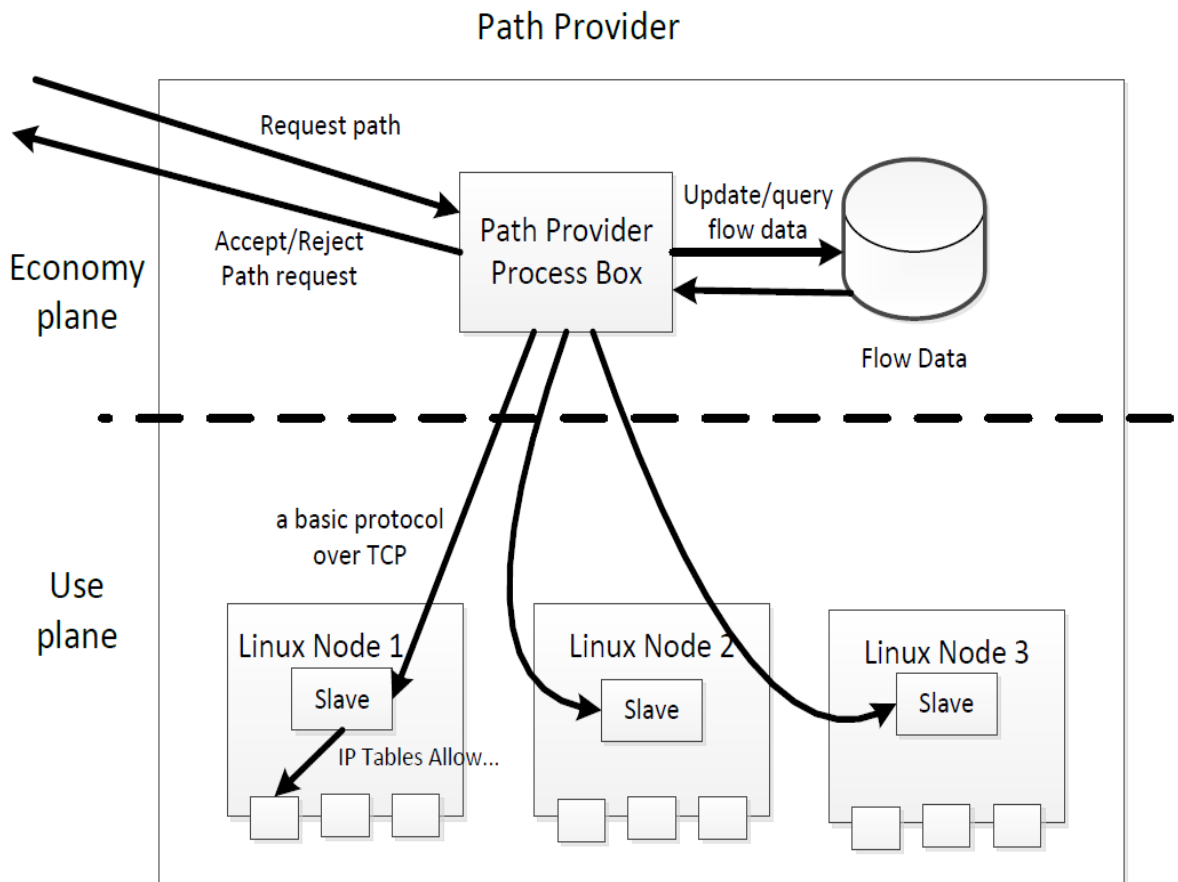 Path Provider
Request path
Accept/Reject
Path request
Path Provider
Process Box
Update/query
flow data
Flow Data
Economy
plane
a basic protocol
over TCP
Use
plane
Linux Node 1
Slave
IP Tables Allow...
Linux Node 2
Slave
Linux Node 3
Slave